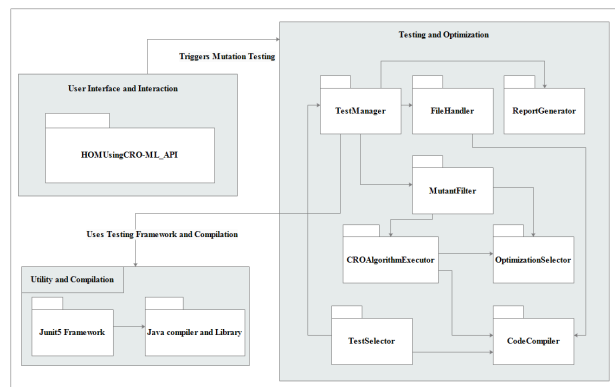 Testing and Optimization
Triggers Mutation Testing
User Interface and Interaction
TestManager
FileHandler
ReportGenerator
HOMUsingCRO-ML_API
MutantFilter
Uses Testing Framework and Compilation
CROAlgorithmExecutor
OptimizationSelector
Utility and Compilation
Junit5 Framework
Java compiler and Library
TestSelector
CodeCompiler